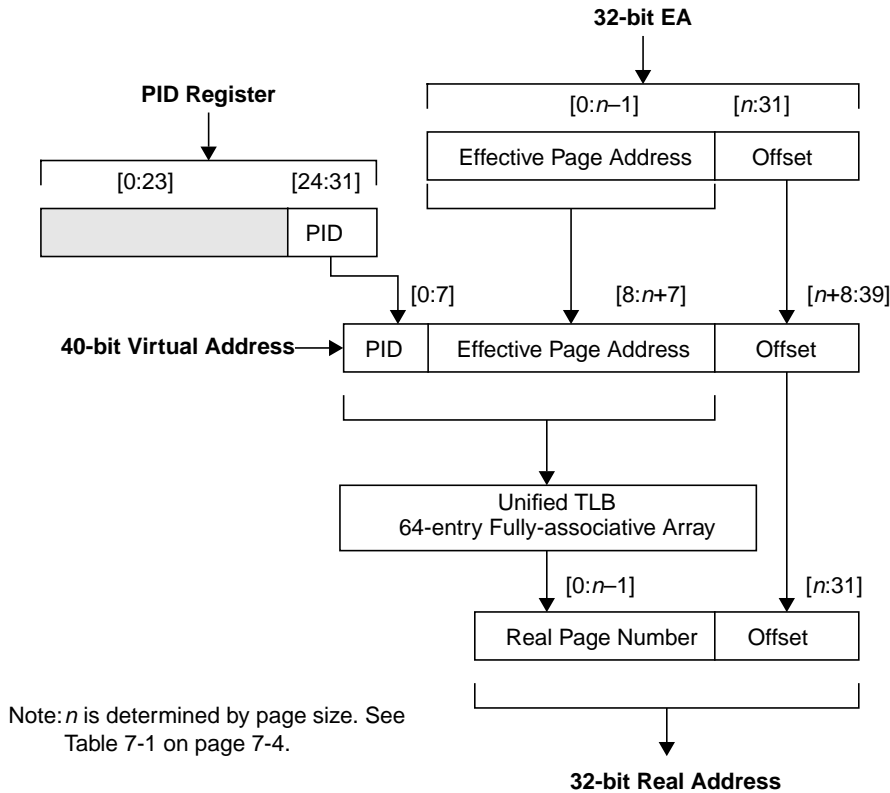 32-bit EA
PID Register
[0:n–1] [n:31]
Effective Page Address Offset
[0:23] [24:31]
PID
[0:7] [8:n+7] [n+8:39]
40-bit Virtual Address PID Effective Page Address Offset
Unified TLB
64-entry Fully-associative Array
[0:n–1] [n:31]
Real Page Number Offset
Note: n is determined by page size. See
Table 7-1 on page 7-4.
32-bit Real Address